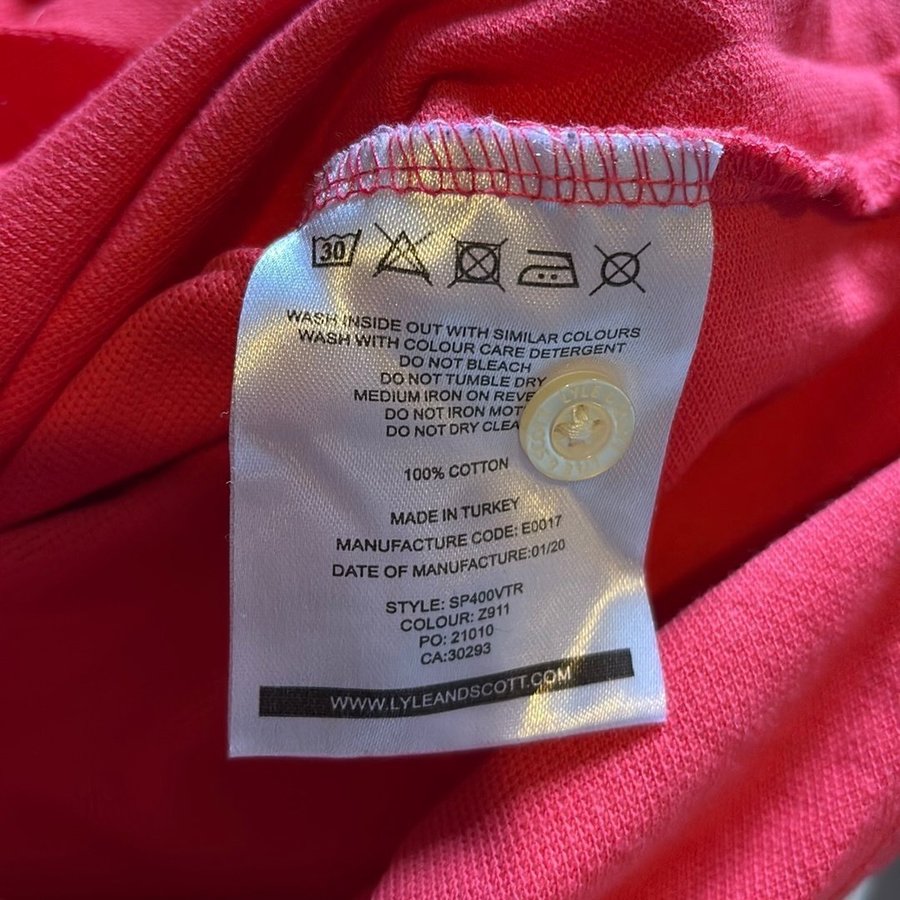 30
WASH INSIDE OUT WITH SIMILAR COLOURS
WASH WITH COLOUR CARE DETERGENT
DO NOT BLEACH
DO NOT TUMBLE DRY
MEDIUM IRON ON REVE
DO NOT IRON MOT
DO NOT DRY CLEA
100% COTTON
MADE IN TURKEY
MANUFACTURE CODE: E0017
DATE OF MANUFACTURE:01/20
STYLE: SP400VTR
COLOUR: Z911
PO: 21010
CA:30293
WWW.LYLEANDSCOTT.COM